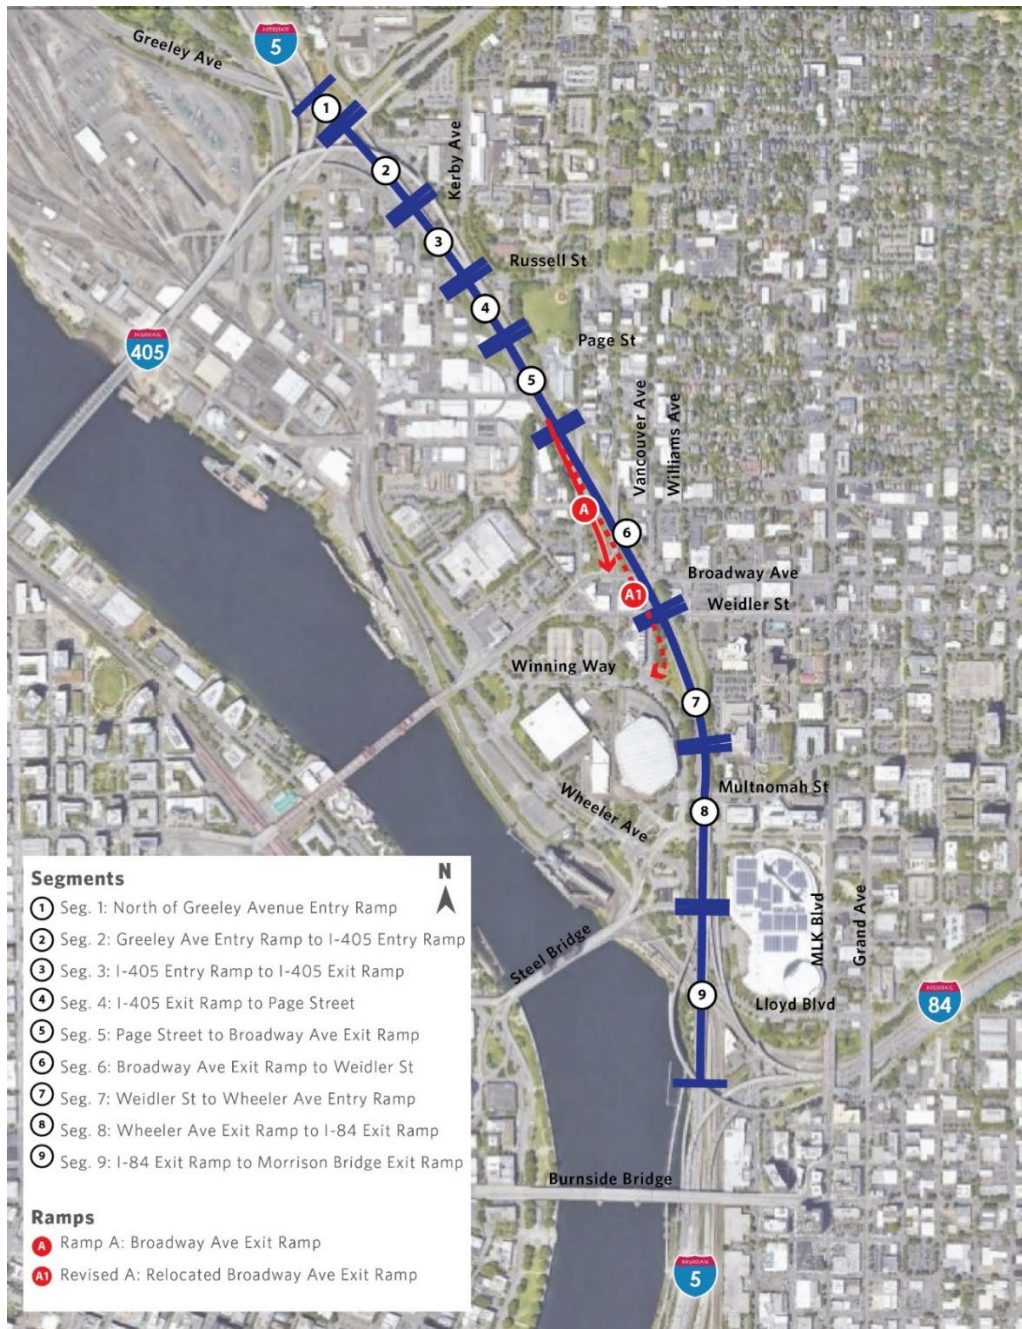 INTERSTATE
5
Greeley Ave
1
Kerby Ave
2
3
Russell St
4
INTERSTATE
405
Page St
5
Vancouver Ave
Williams Ave
A
6
Broadway Ave
A1
Weidler St
Winning Way
7
Multnomah St
Wheeler Ave
8
MLK Blvd
Grand Ave
Steel Bridge
9
Lloyd Blvd
INTERSTATE
84
Burnside Bridge
INTERSTATE
5
N
Segments
1 Seg. 1: North of Greeley Avenue Entry Ramp
2 Seg. 2: Greeley Ave Entry Ramp to I-405 Entry Ramp
3 Seg. 3: I-405 Entry Ramp to I-405 Exit Ramp
4 Seg. 4: I-405 Exit Ramp to Page Street
5 Seg. 5: Page Street to Broadway Ave Exit Ramp
6 Seg. 6: Broadway Ave Exit Ramp to Weidler St
7 Seg. 7: Weidler St to Wheeler Ave Entry Ramp
8 Seg. 8: Wheeler Ave Exit Ramp to I-84 Exit Ramp
9 Seg. 9: I-84 Exit Ramp to Morrison Bridge Exit Ramp
Ramps
A Ramp A: Broadway Ave Exit Ramp
A1 Revised A: Relocated Broadway Ave Exit Ramp